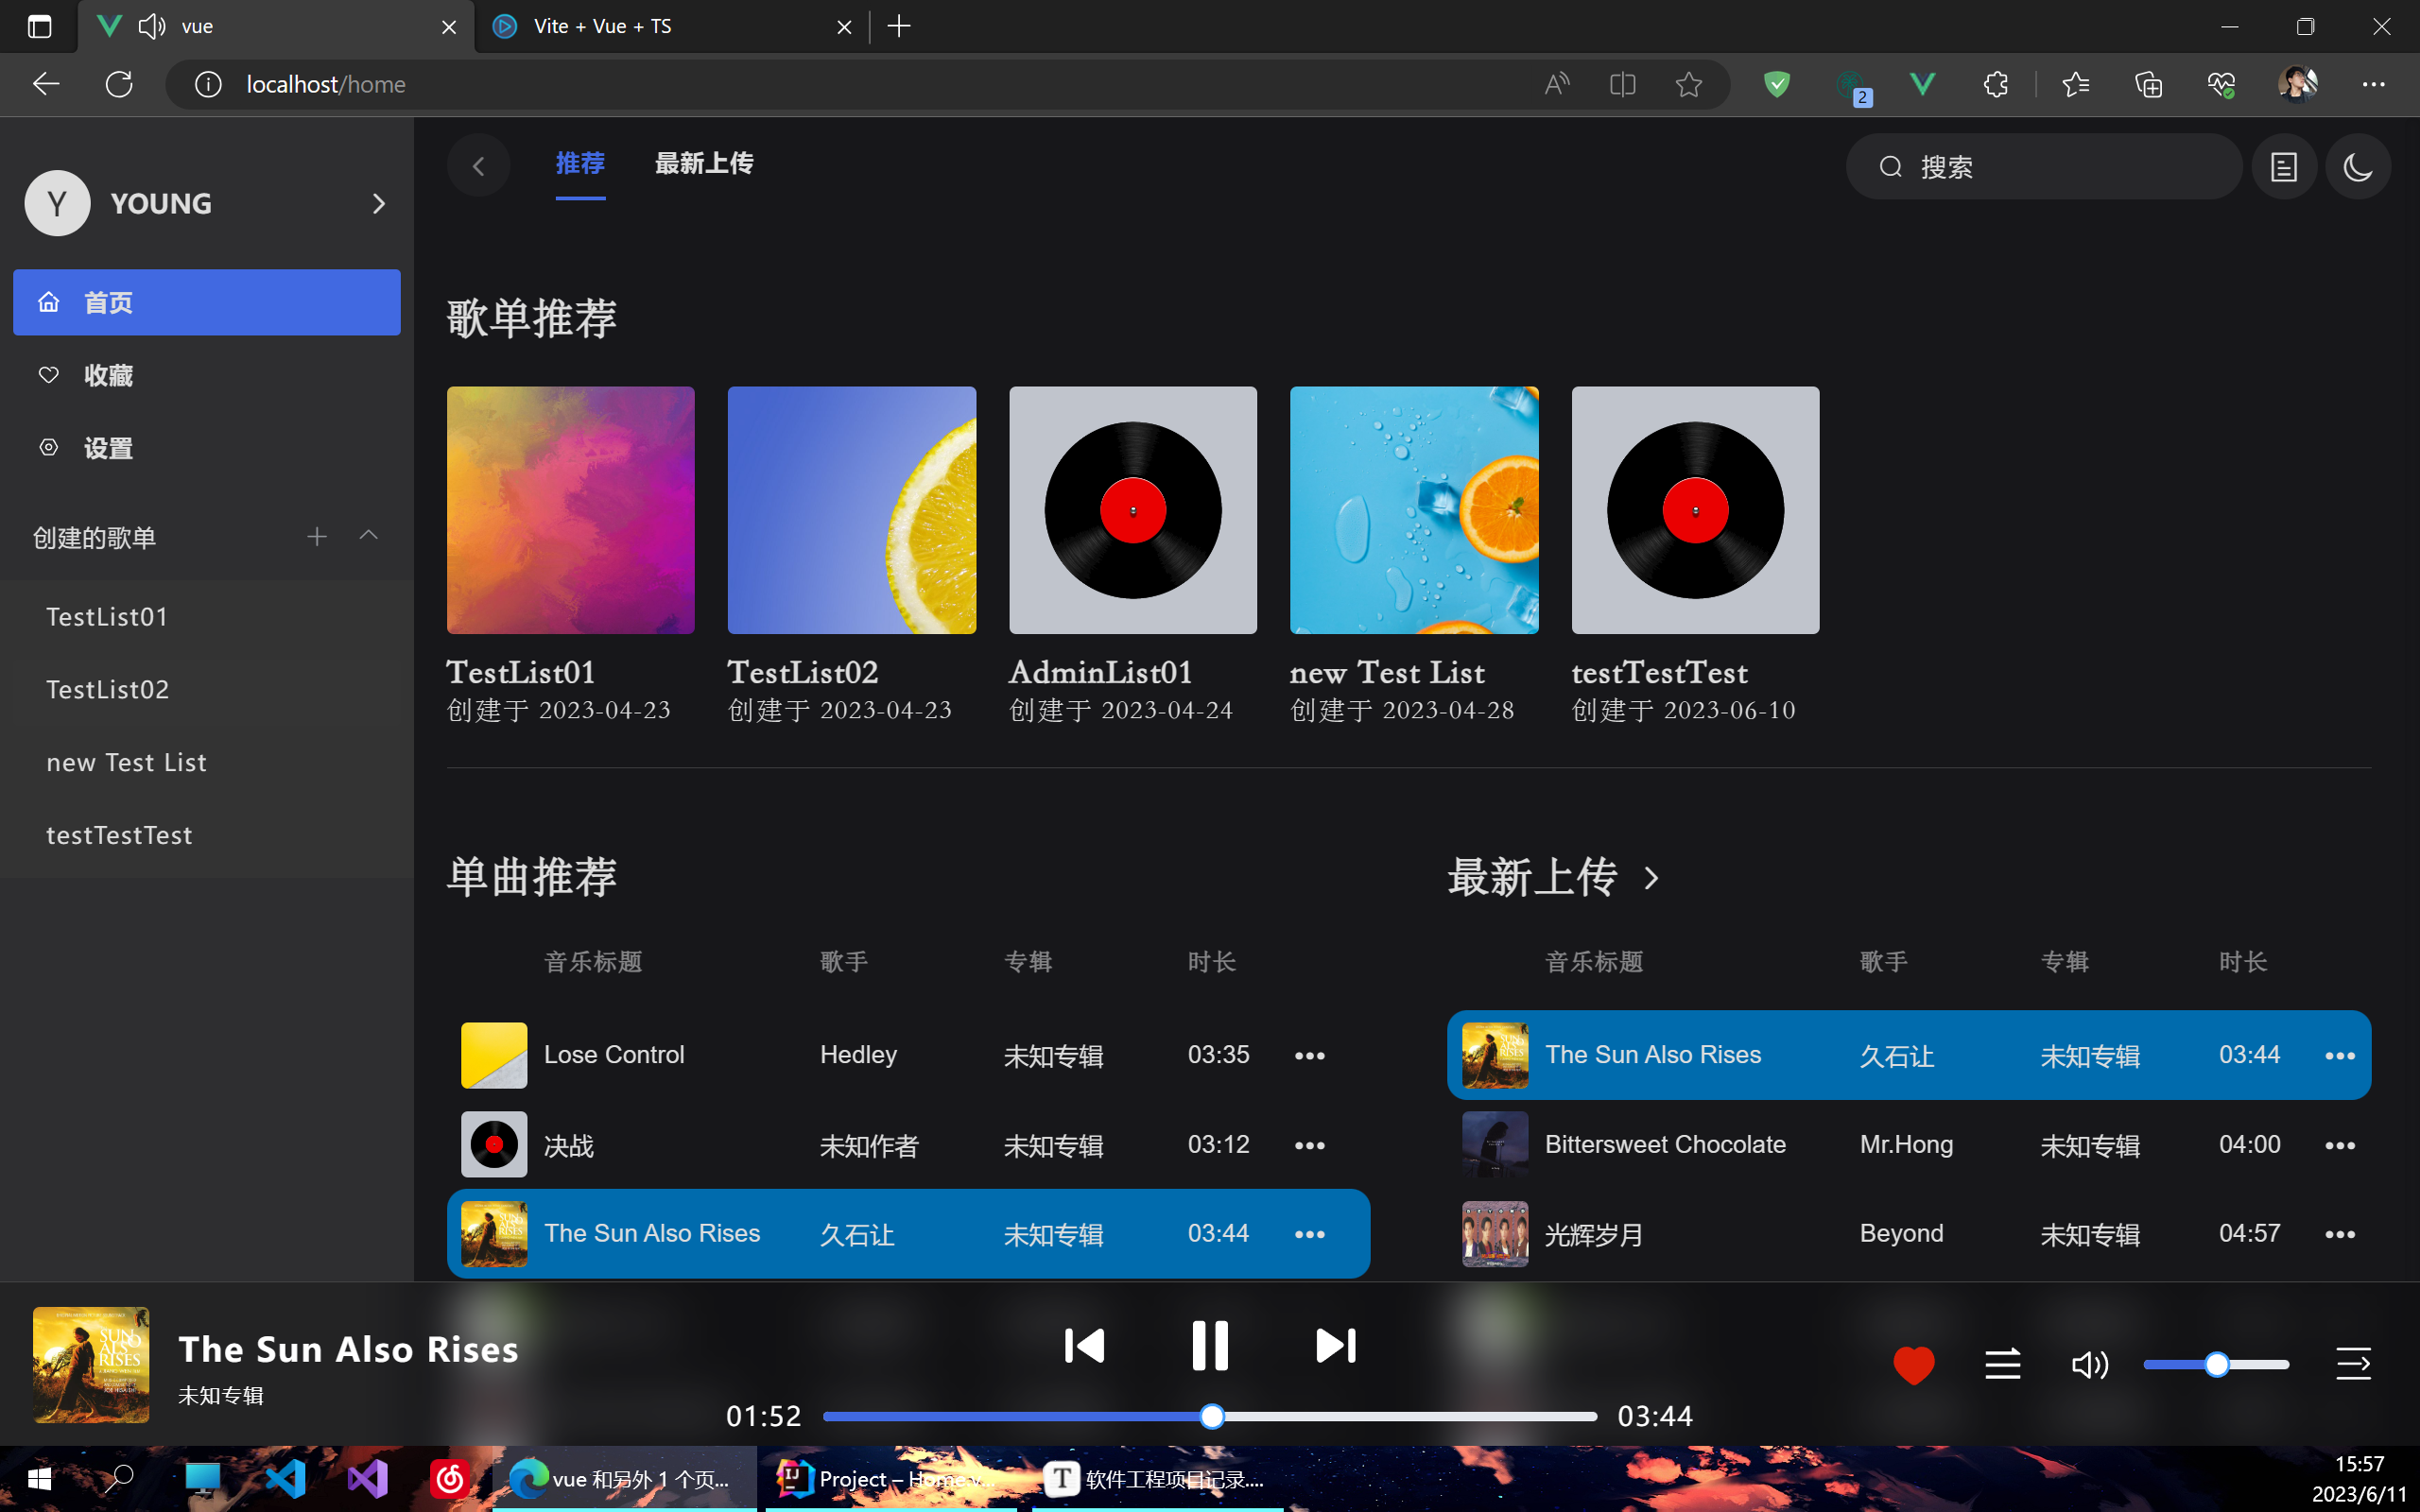 vue
Vite + Vue + TS
localhost/home
2
Y
YOUNG
推荐
最新上传
搜索
首页
收藏
设置
创建的歌单
TestList01
TestList02
new Test List
testTestTest
歌单推荐
TestList01
创建于 2023-04-23
TestList02
创建于 2023-04-23
AdminList01
创建于 2023-04-24
new Test List
创建于 2023-04-28
testTestTest
创建于 2023-06-10
单曲推荐
音乐标题 歌手 专辑 时长
Lose Control Hedley 未知专辑 03:35
决战 未知作者 未知专辑 03:12
The Sun Also Rises 久石让 未知专辑 03:44
最新上传
音乐标题 歌手 专辑 时长
The Sun Also Rises 久石让 未知专辑 03:44
Bittersweet Chocolate Mr.Hong 未知专辑 04:00
光辉岁月 Beyond 未知专辑 04:57
SUN ALSO RISES
The Sun Also Rises
未知专辑
01:52
03:44
vue 和另外 1 个页...
IJ
Project – Home.v...
T
软件工程项目记录....
15:57
2023/6/11